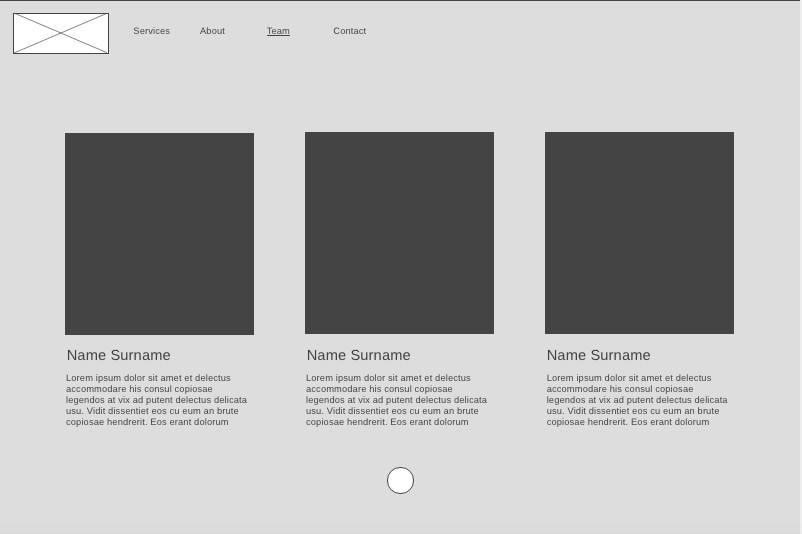 Services About Team Contact
Name Surname
Lorem ipsum dolor sit amet et delectus
accommodare his consul copiosae
legendos at vix ad putent delectus delicata
usu. Vidit dissentiet eos cu eum an brute
copiosae hendrerit. Eos erant dolorum
Name Surname
Lorem ipsum dolor sit amet et delectus
accommodare his consul copiosae
legendos at vix ad putent delectus delicata
usu. Vidit dissentiet eos cu eum an brute
copiosae hendrerit. Eos erant dolorum
Name Surname
Lorem ipsum dolor sit amet et delectus
accommodare his consul copiosae
legendos at vix ad putent delectus delicata
usu. Vidit dissentiet eos cu eum an brute
copiosae hendrerit. Eos erant dolorum